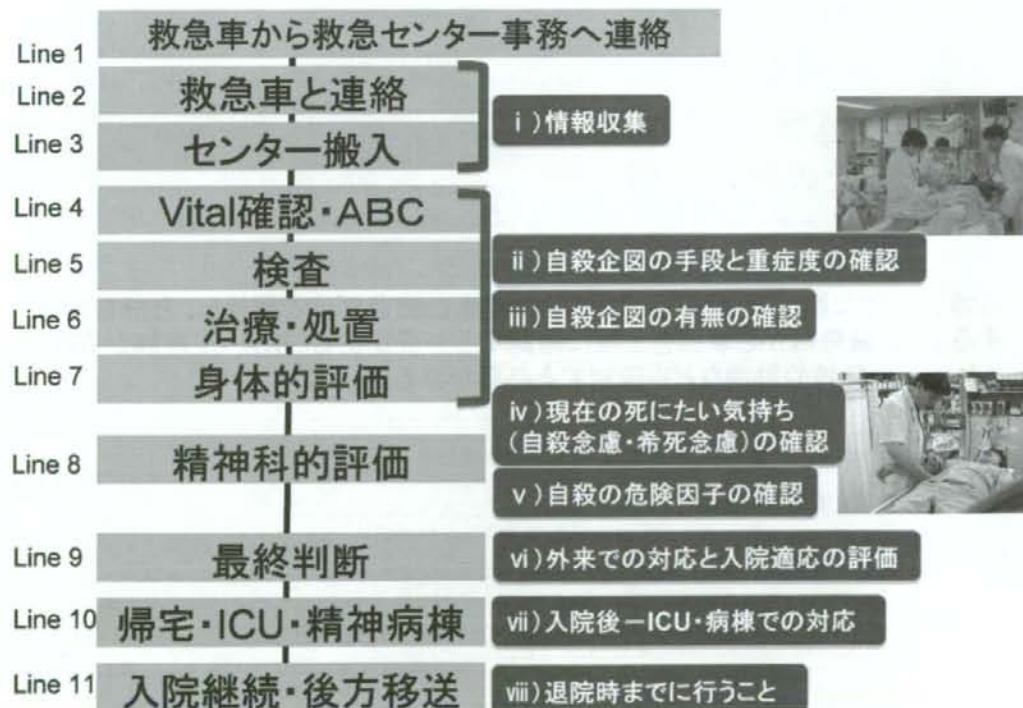 Line 1 救急車から救急センター事務へ連絡
Line 2 救急車と連絡
i)情報収集
Line 3 センター搬入
Line 4 Vital確認・ABC
Line 5 検査
ii)自殺企図の手段と重症度の確認
Line 6 治療・処置
iii)自殺企図の有無の確認
Line 7 身体的評価
iv)現在の死にたい気持ち
(自殺念慮・希死念慮)の確認
Line 8 精神科的評価
v)自殺の危険因子の確認
Line 9 最終判断
vi)外来での対応と入院適応の評価
Line 10 帰宅・ICU・精神病棟
vii)入院後－ICU・病棟での対応
Line 11 入院継続・後方移送
viii)退院時までに行うこと